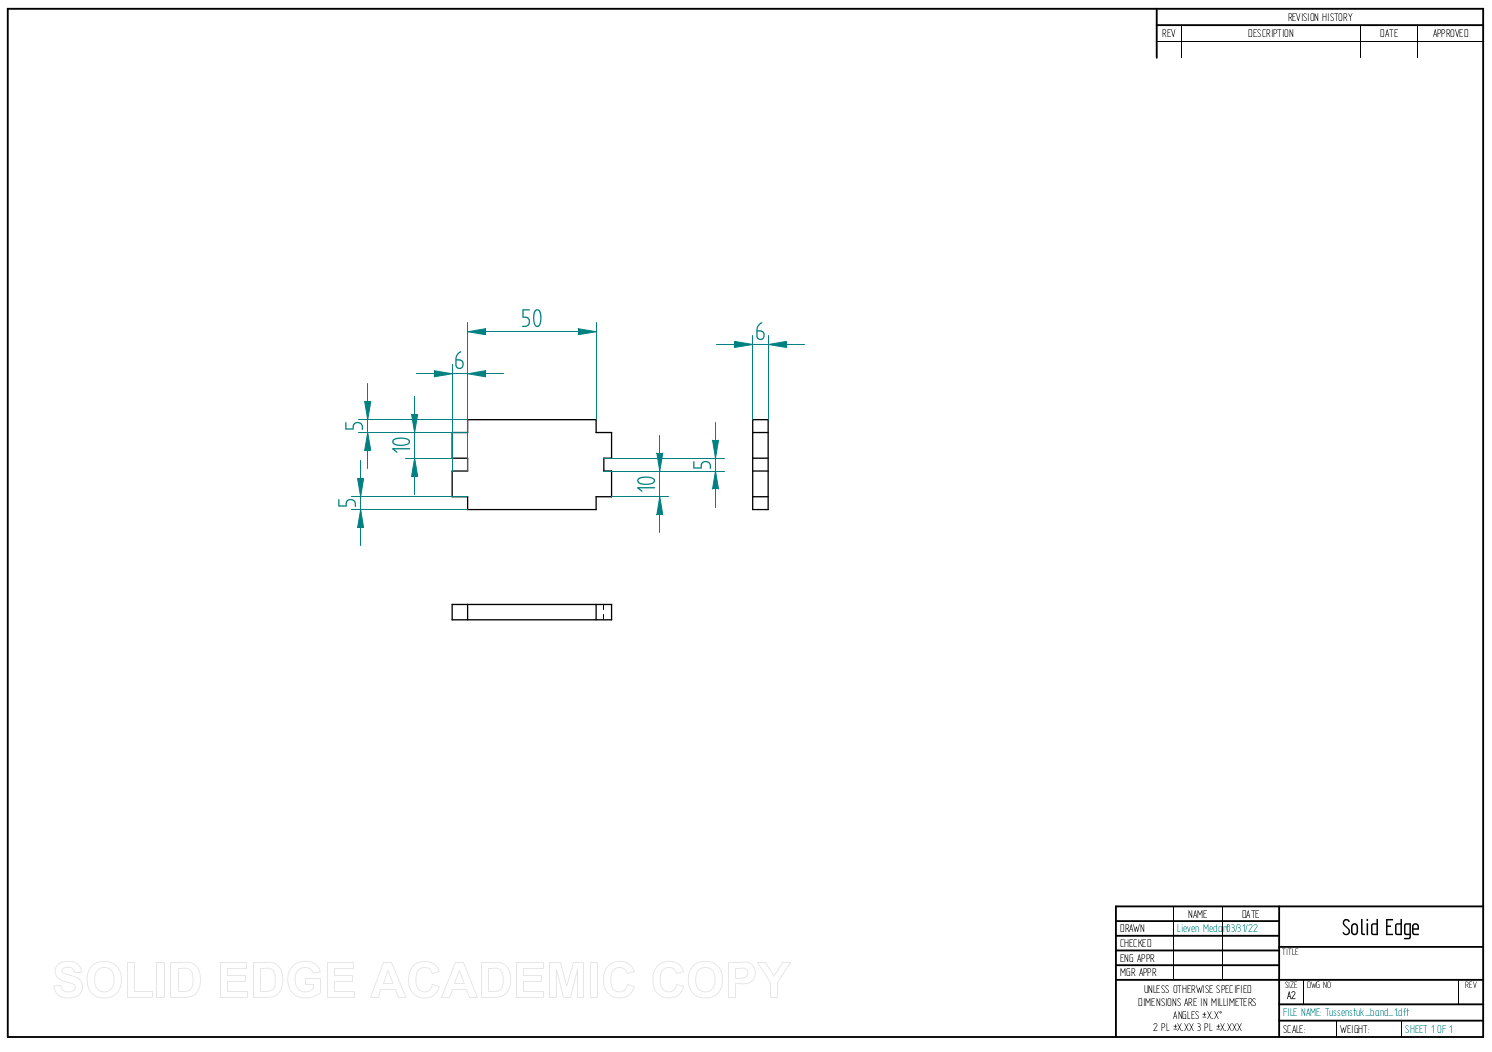 REVISION HISTORY
REV DESCRIPTION DATE APPROVED
50
6
6
5
10
5
10
5
NAME DATE
DRAWN Lieven Medart 03/31/22
CHECKED
ENG APPR
MGR APPR
UNLESS OTHERWISE SPECIFIED
DIMENSIONS ARE IN MILLIMETERS
ANGLES ±X.X°
2 PL ±X.XX 3 PL ±X.XXX
Solid Edge
TITLE
SIZE DWG NO REV
A2
FILE NAME: Tussenstuk_band_1.dft
SCALE: WEIGHT: SHEET 1 OF 1
SOLID EDGE ACADEMIC COPY